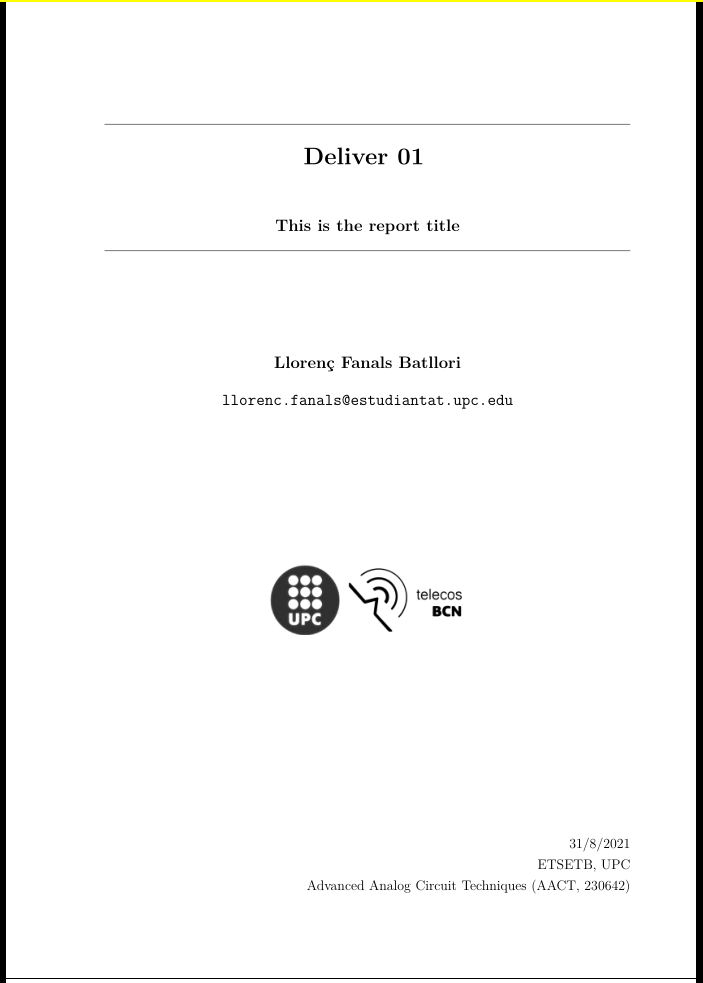 Deliver 01
This is the report title
Llorenç Fanals Batllori
llorenc.fanals@estudiantat.upc.edu
UPC
telecos
BCN
31/8/2021
ETSETB, UPC
Advanced Analog Circuit Techniques (AACT, 230642)